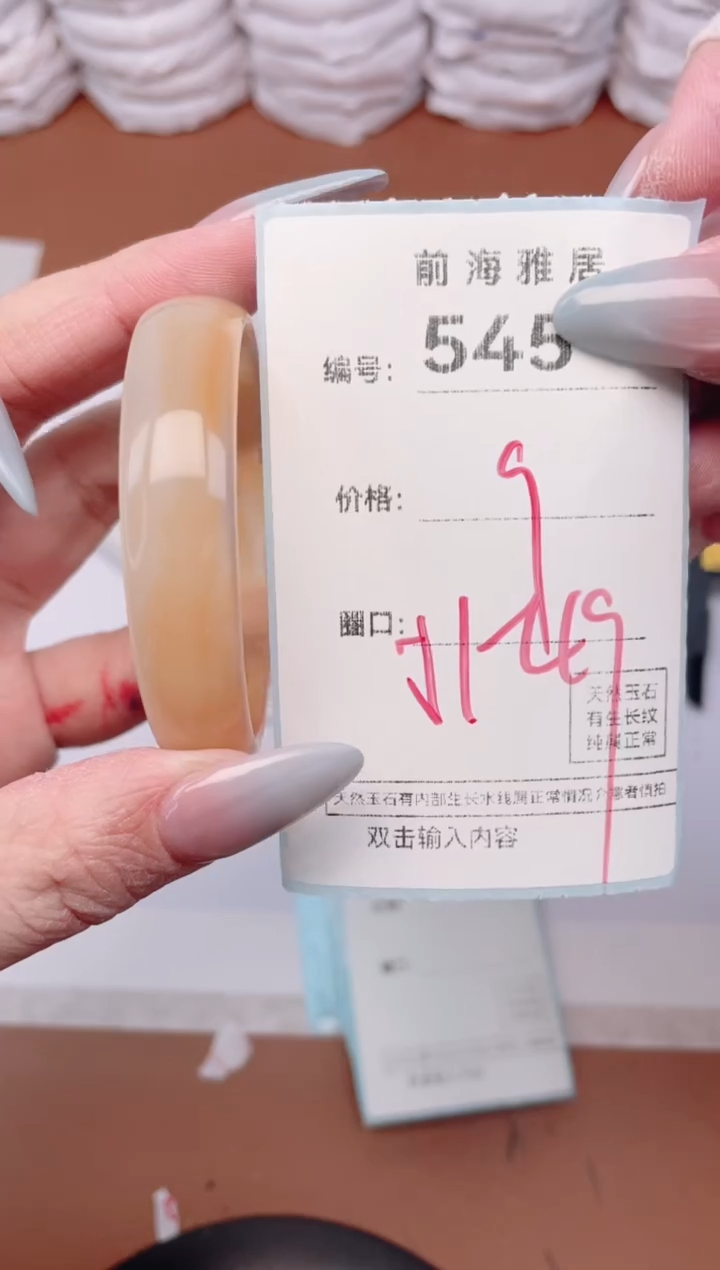 前海雅居
编号: 545
价格:
圈口:
天然玉石
有生长纹
纯属正常
天然玉石有内部生长水线属正常情况介意者慎拍
双击输入内容